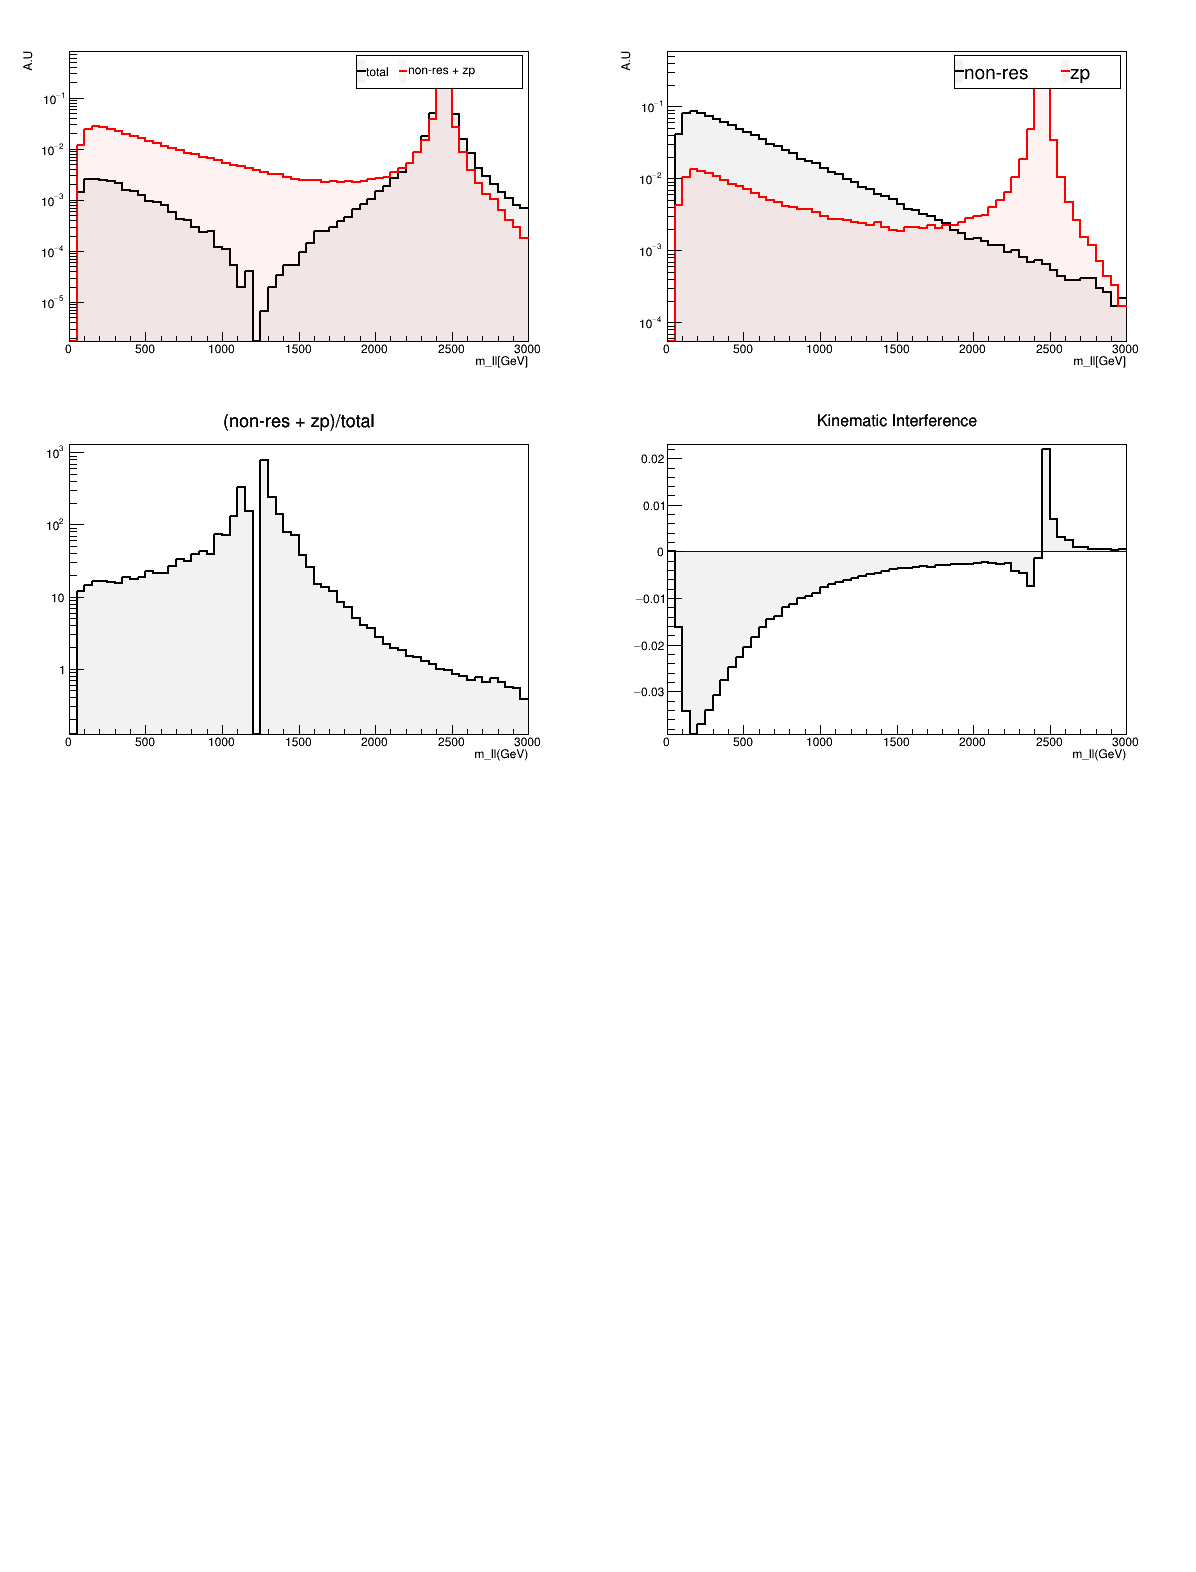 A.U
total non-res + zp
10⁻¹
10⁻²
10⁻³
10⁻⁴
10⁻⁵
0 500 1000 1500 2000 2500 3000
m_ll[GeV]
A.U
non-res zp
10⁻¹
10⁻²
10⁻³
10⁻⁴
0 500 1000 1500 2000 2500 3000
m_ll[GeV]
(non-res + zp)/total
10³
10²
10
1
0 500 1000 1500 2000 2500 3000
m_ll(GeV)
Kinematic Interference
0.02
0.01
0
−0.01
−0.02
−0.03
0 500 1000 1500 2000 2500 3000
m_ll(GeV)